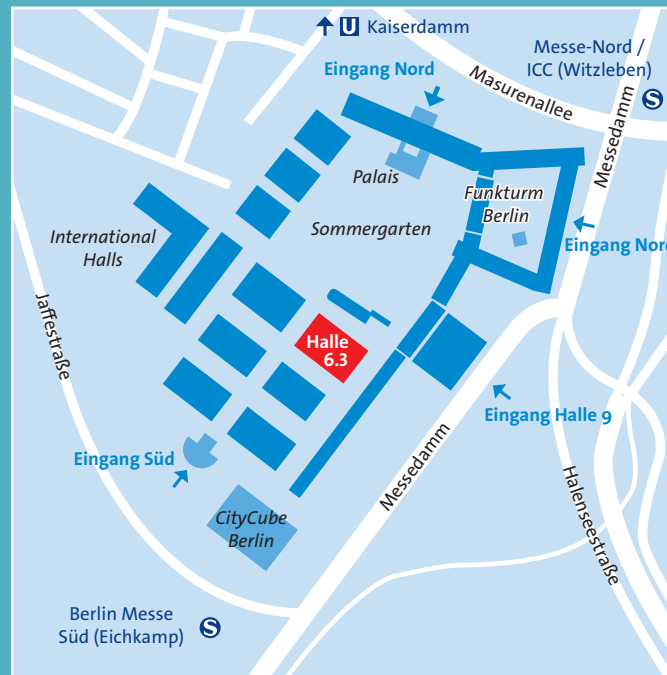 U Kaiserdamm
Messe-Nord /
ICC (Witzleben)
S
Eingang Nord
Masurenallee
Messedamm
Palais
Funkturm
Berlin
Sommergarten
International
Halls
Eingang Nord
Jaffestraße
Halle
6.3
Eingang Halle 9
Messedamm
Eingang Süd
Halenseestraße
CityCube
Berlin
Berlin Messe
Süd (Eichkamp)
S